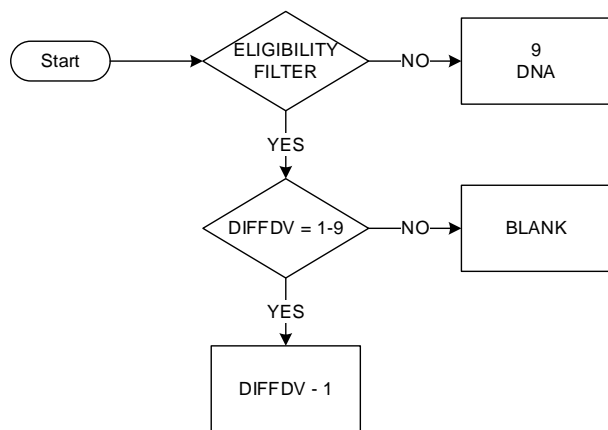 Start
ELIGIBILITY
FILTER
NO
9
DNA
YES
DIFFDV = 1-9
NO
BLANK
YES
DIFFDV - 1